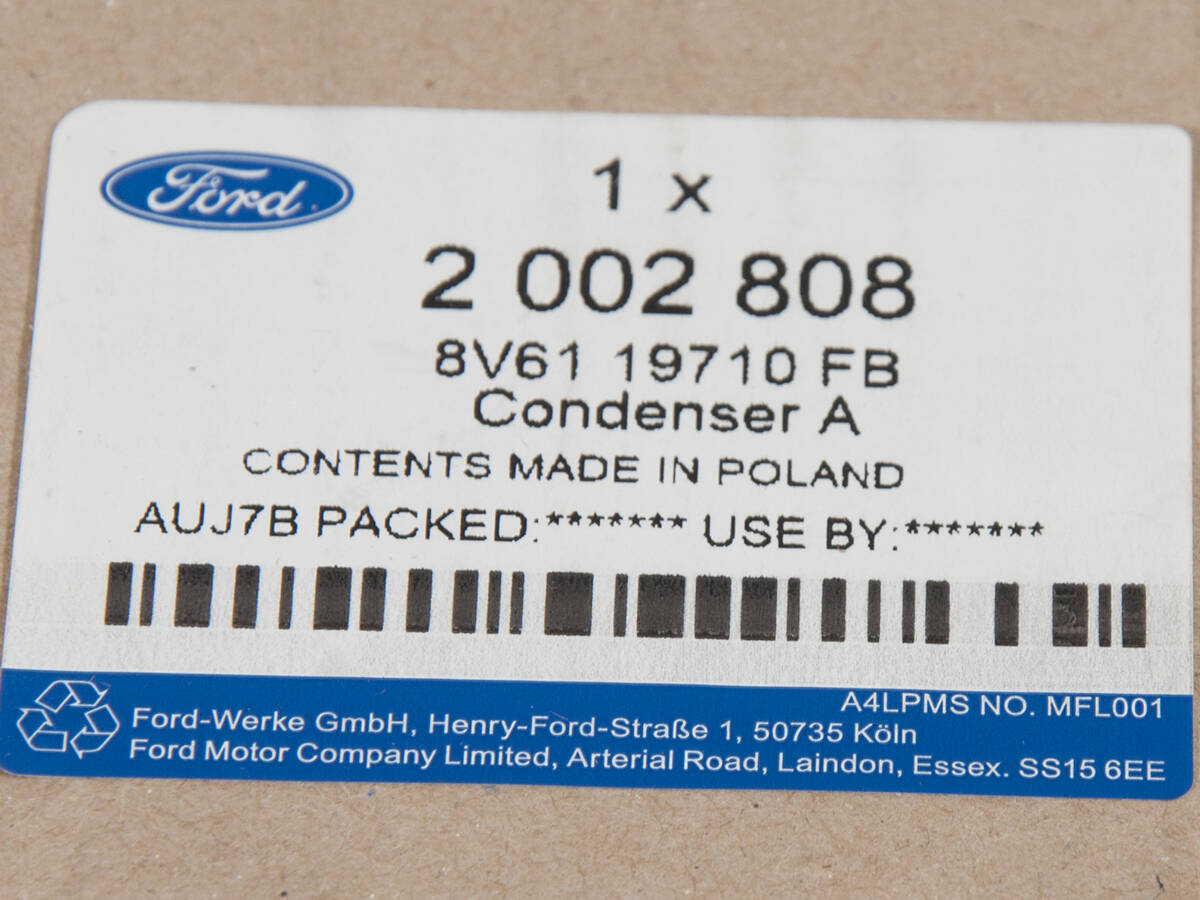 Ford
1 x
2 002 808
8V61 19710 FB
Condenser A
CONTENTS MADE IN POLAND
AUJ7B PACKED:******* USE BY:*******
A4LPMS NO. MFL001
Ford-Werke GmbH, Henry-Ford-Straße 1, 50735 Köln
Ford Motor Company Limited, Arterial Road, Laindon, Essex. SS15 6EE